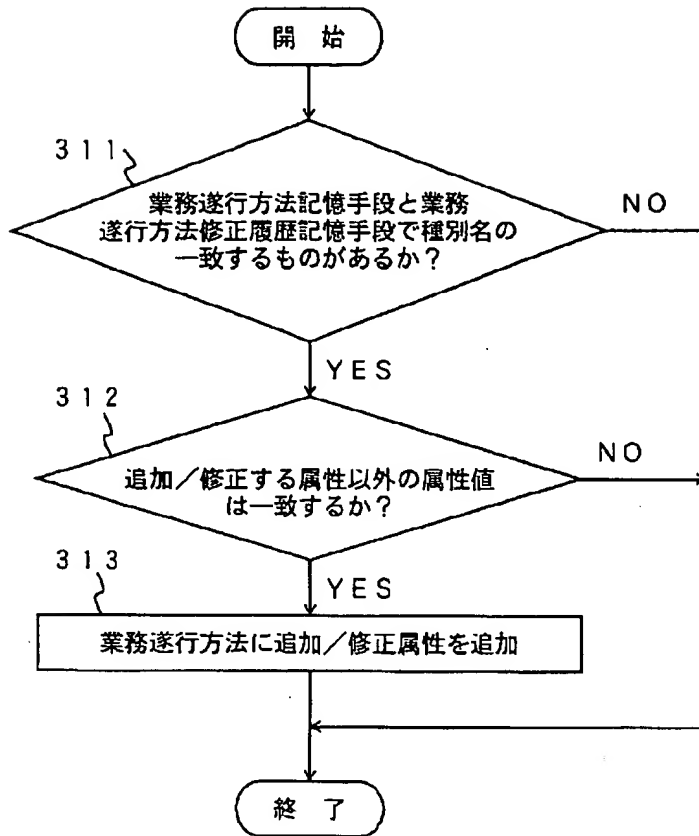 開 始
311
業務遂行方法記憶手段と業務
遂行方法修正履歴記憶手段で種別名の
一致するものがあるか？
NO
YES
312
追加／修正する属性以外の属性値
は一致するか？
NO
YES
313
業務遂行方法に追加／修正属性を追加
終 了